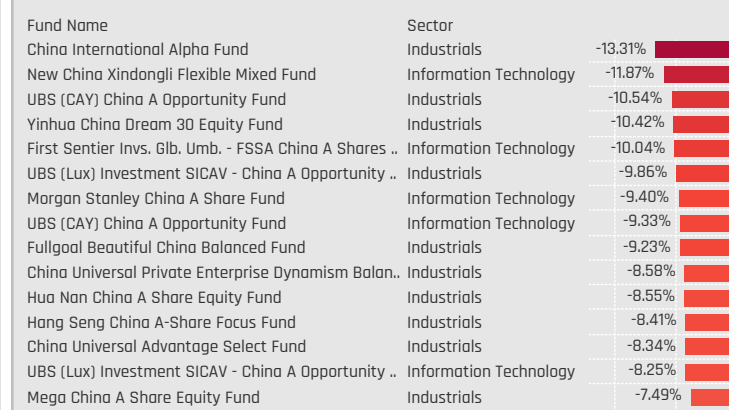 Fund Name Sector
China International Alpha Fund Industrials -13.31%
New China Xindongli Flexible Mixed Fund Information Technology -11.87%
UBS (CAY) China A Opportunity Fund Industrials -10.54%
Yinhua China Dream 30 Equity Fund Industrials -10.42%
First Sentier Invs. Glb. Umb. - FSSA China A Shares .. Information Technology -10.04%
UBS (Lux) Investment SICAV - China A Opportunity .. Industrials -9.86%
Morgan Stanley China A Share Fund Information Technology -9.40%
UBS (CAY) China A Opportunity Fund Information Technology -9.33%
Fullgoal Beautiful China Balanced Fund Industrials -9.23%
China Universal Private Enterprise Dynamism Balan.. Industrials -8.58%
Hua Nan China A Share Equity Fund Industrials -8.55%
Hang Seng China A-Share Focus Fund Industrials -8.41%
China Universal Advantage Select Fund Industrials -8.34%
UBS (Lux) Investment SICAV - China A Opportunity .. Information Technology -8.25%
Mega China A Share Equity Fund Industrials -7.49%